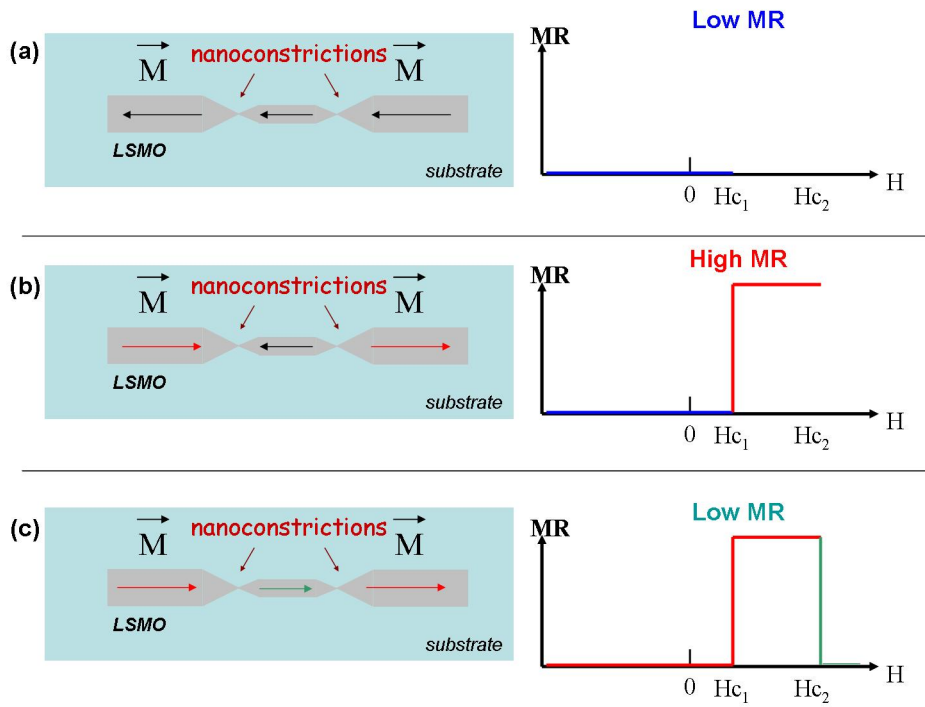 (a)
M nanoconstrictions M
LSMO
substrate
Low MR
MR
0 Hc1 Hc2 H
(b)
M nanoconstrictions M
LSMO
substrate
High MR
MR
0 Hc1 Hc2 H
(c)
M nanoconstrictions M
LSMO
substrate
Low MR
MR
0 Hc1 Hc2 H